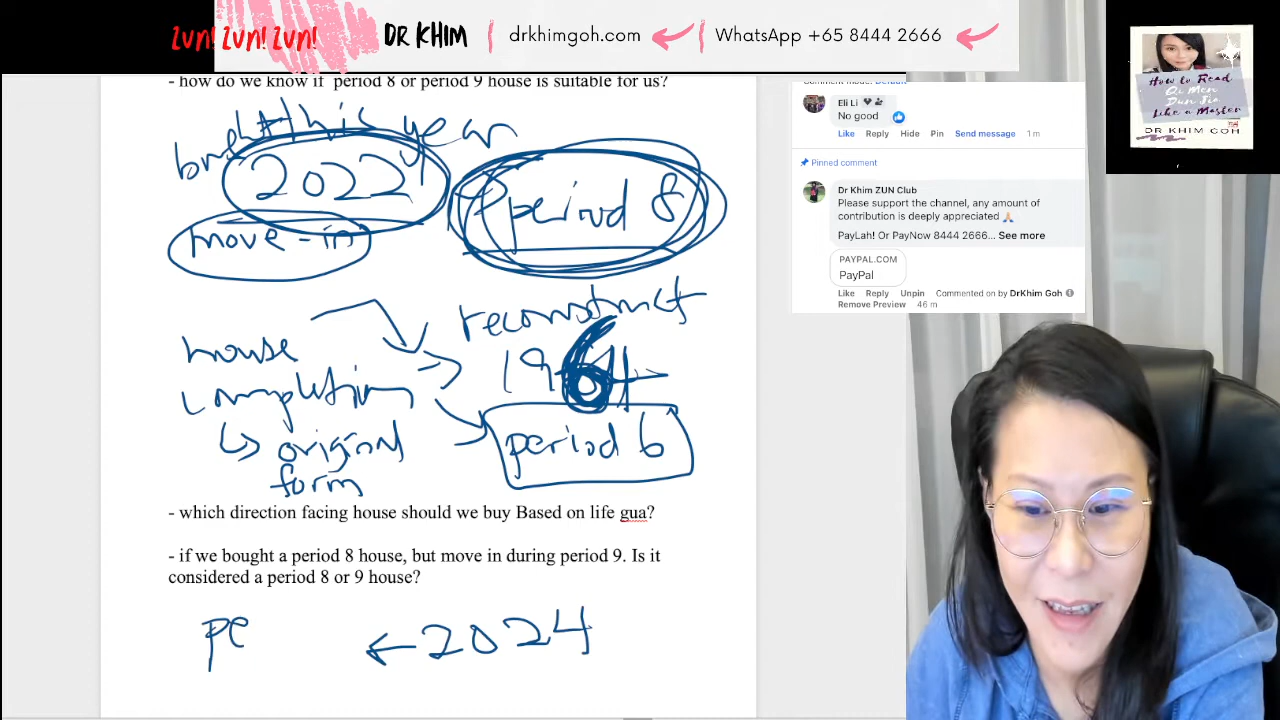 ZUN! ZUN! ZUN!
DR KHIM
drkhimgoh.com
WhatsApp +65 8444 2666
- how do we know if period 8 or period 9 house is suitable for us?
bought this year
2022
period 8
move-in
reconstruct
house
completion
original
form
1964
period 6
- which direction facing house should we buy Based on life gua?
- if we bought a period 8 house, but move in during period 9. Is it
considered a period 8 or 9 house?
pe
←2024
Eli Li
No good
Like Reply Hide Pin Send message 1 m
Pinned comment
Dr Khim ZUN Club
Please support the channel, any amount of
contribution is deeply appreciated 🙏🏻
PayLah! Or PayNow 8444 2666... See more
PAYPAL.COM
PayPal
Like Reply Unpin Commented on by DrKhim Goh
Remove Preview 46 m
How to Read
Qi Men
Dun Jia
Like a Master
DR KHIM GOH